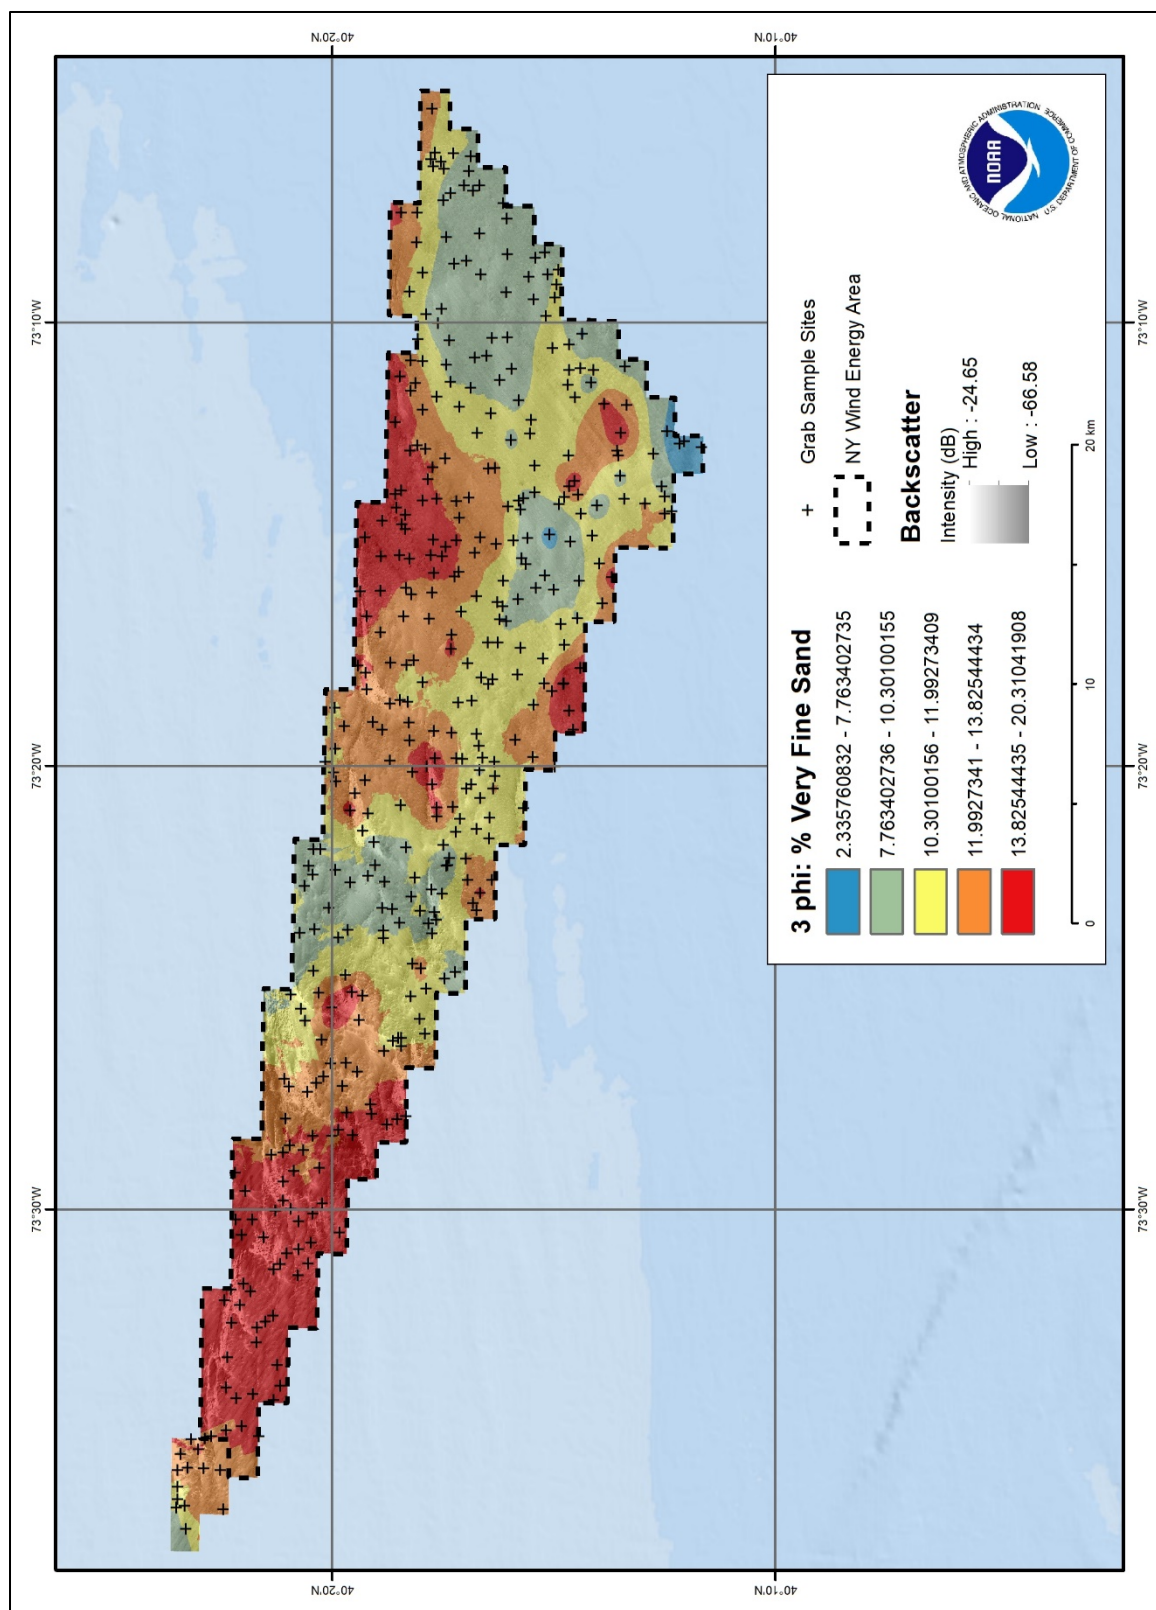 73°30'W
73°20'W
73°10'W
40°20'N
40°20'N
40°10'N
40°10'N
73°30'W
73°20'W
73°10'W
3 phi: % Very Fine Sand
2.335760832 - 7.763402735
7.763402736 - 10.30100155
10.30100156 - 11.99273409
11.9927341 - 13.82544434
13.82544435 - 20.31041908
Grab Sample Sites
NY Wind Energy Area
Backscatter
Intensity (dB)
High : -24.65
Low : -66.58
0
10
20 km
NATIONAL OCEANIC AND ATMOSPHERIC ADMINISTRATION
U.S. DEPARTMENT OF COMMERCE
NOAA